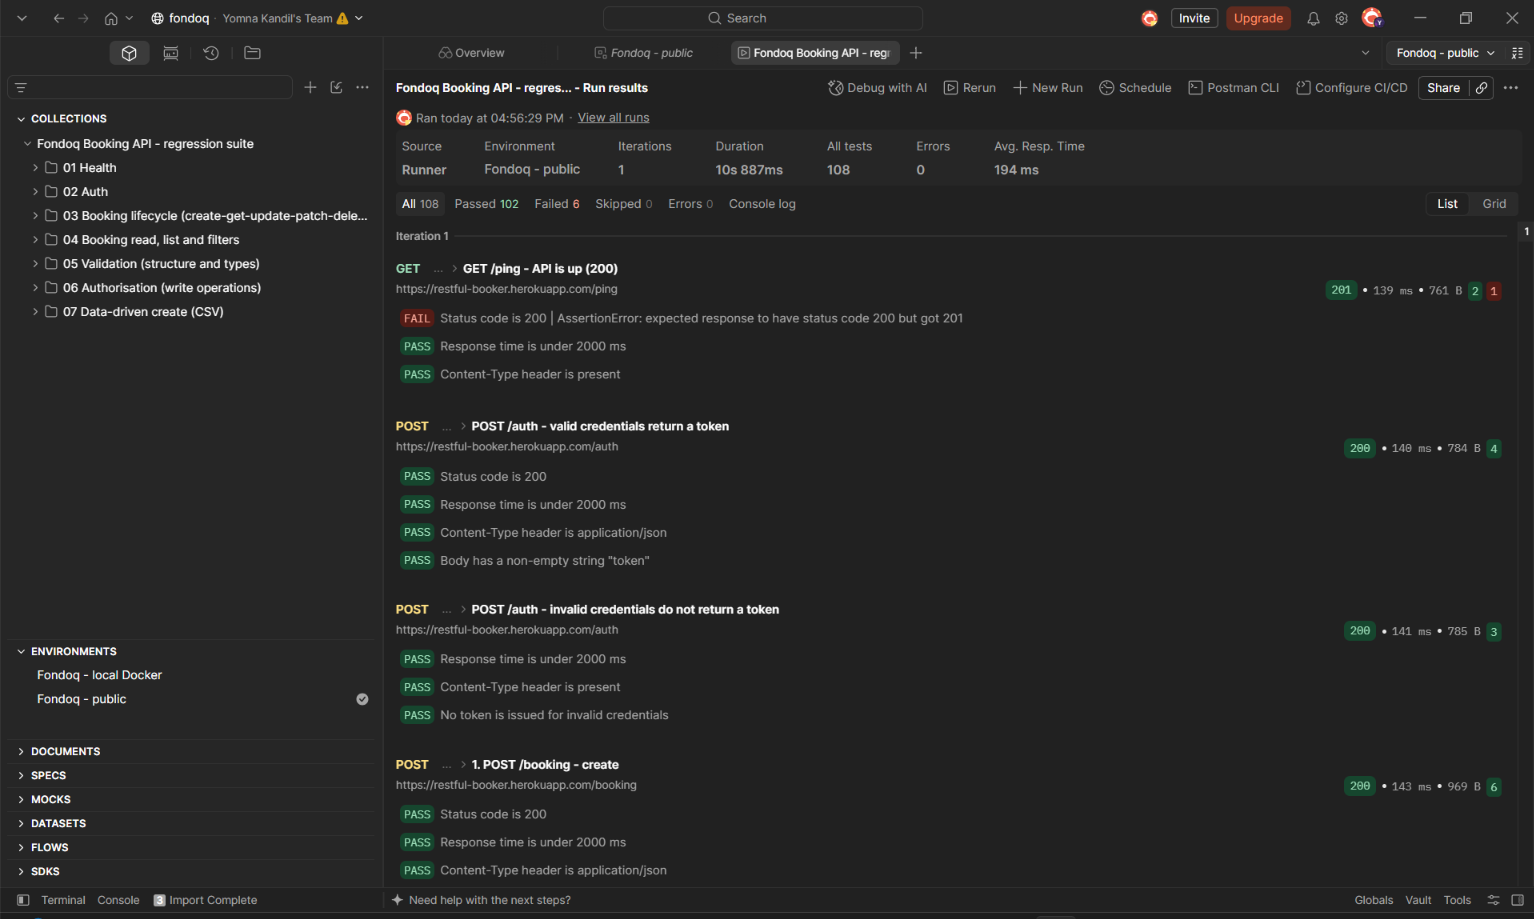 fondoq · Yomna Kandil's Team
Search
Invite
Upgrade
Y
Overview
Fondoq - public
Fondoq Booking API - regr
Fondoq - public
COLLECTIONS
Fondoq Booking API - regression suite
01 Health
02 Auth
03 Booking lifecycle (create-get-update-patch-dele...
04 Booking read, list and filters
05 Validation (structure and types)
06 Authorisation (write operations)
07 Data-driven create (CSV)
ENVIRONMENTS
Fondoq - local Docker
Fondoq - public
DOCUMENTS
SPECS
MOCKS
DATASETS
FLOWS
SDKS
Fondoq Booking API - regres... - Run results
Debug with AI
Rerun
New Run
Schedule
Postman CLI
Configure CI/CD
Share
Ran today at 04:56:29 PM · View all runs
Source Environment Iterations Duration All tests Errors Avg. Resp. Time
Runner Fondoq - public 1 10s 887ms 108 0 194 ms
All 108 Passed 102 Failed 6 Skipped 0 Errors 0 Console log
List Grid
Iteration 1
1
GET ... > GET /ping - API is up (200)
https://restful-booker.herokuapp.com/ping
201 • 139 ms • 761 B 2 1
FAIL Status code is 200 | AssertionError: expected response to have status code 200 but got 201
PASS Response time is under 2000 ms
PASS Content-Type header is present
POST ... > POST /auth - valid credentials return a token
https://restful-booker.herokuapp.com/auth
200 • 140 ms • 784 B 4
PASS Status code is 200
PASS Response time is under 2000 ms
PASS Content-Type header is application/json
PASS Body has a non-empty string "token"
POST ... > POST /auth - invalid credentials do not return a token
https://restful-booker.herokuapp.com/auth
200 • 141 ms • 785 B 3
PASS Response time is under 2000 ms
PASS Content-Type header is present
PASS No token is issued for invalid credentials
POST ... > 1. POST /booking - create
https://restful-booker.herokuapp.com/booking
200 • 143 ms • 969 B 6
PASS Status code is 200
PASS Response time is under 2000 ms
PASS Content-Type header is application/json
Terminal Console 3 Import Complete
Need help with the next steps?
Globals Vault Tools